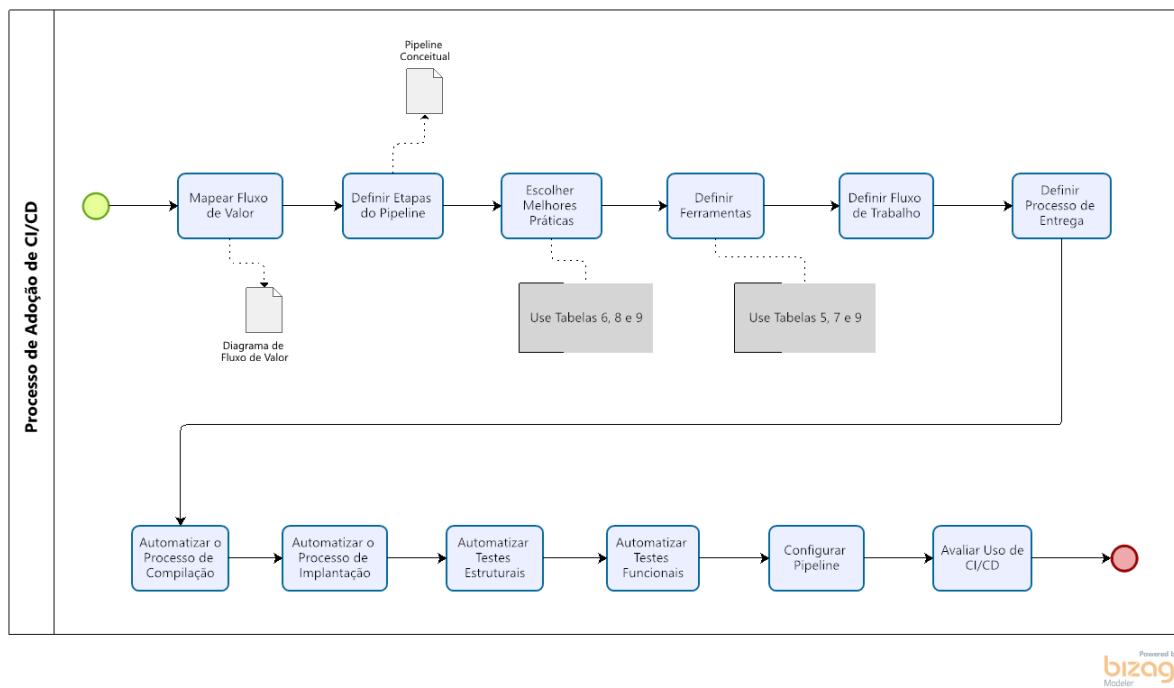 Processo de Adoção de CI/CD
Pipeline
Conceitual
Mapear Fluxo
de Valor
Definir Etapas
do Pipeline
Escolher
Melhores
Práticas
Definir
Ferramentas
Definir Fluxo
de Trabalho
Definir
Processo de
Entrega
Diagrama de
Fluxo de Valor
Use Tabelas 6, 8 e 9
Use Tabelas 5, 7 e 9
Automatizar o
Processo de
Compilação
Automatizar o
Processo de
Implantação
Automatizar
Testes
Estruturais
Automatizar
Testes
Funcionais
Configurar
Pipeline
Avaliar Uso de
CI/CD
Powered b
bizag
Modeler